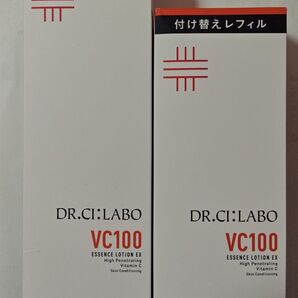 DR.CI:LABO
VC100
ESSENCE LOTION EX
High Penetrating
Vitamin C
Skin Conditioning
付け替えレフィル
DR.CI:LABO
VC100
ESSENCE LOTION EX
High Penetrating
Vitamin C
Skin Conditioning